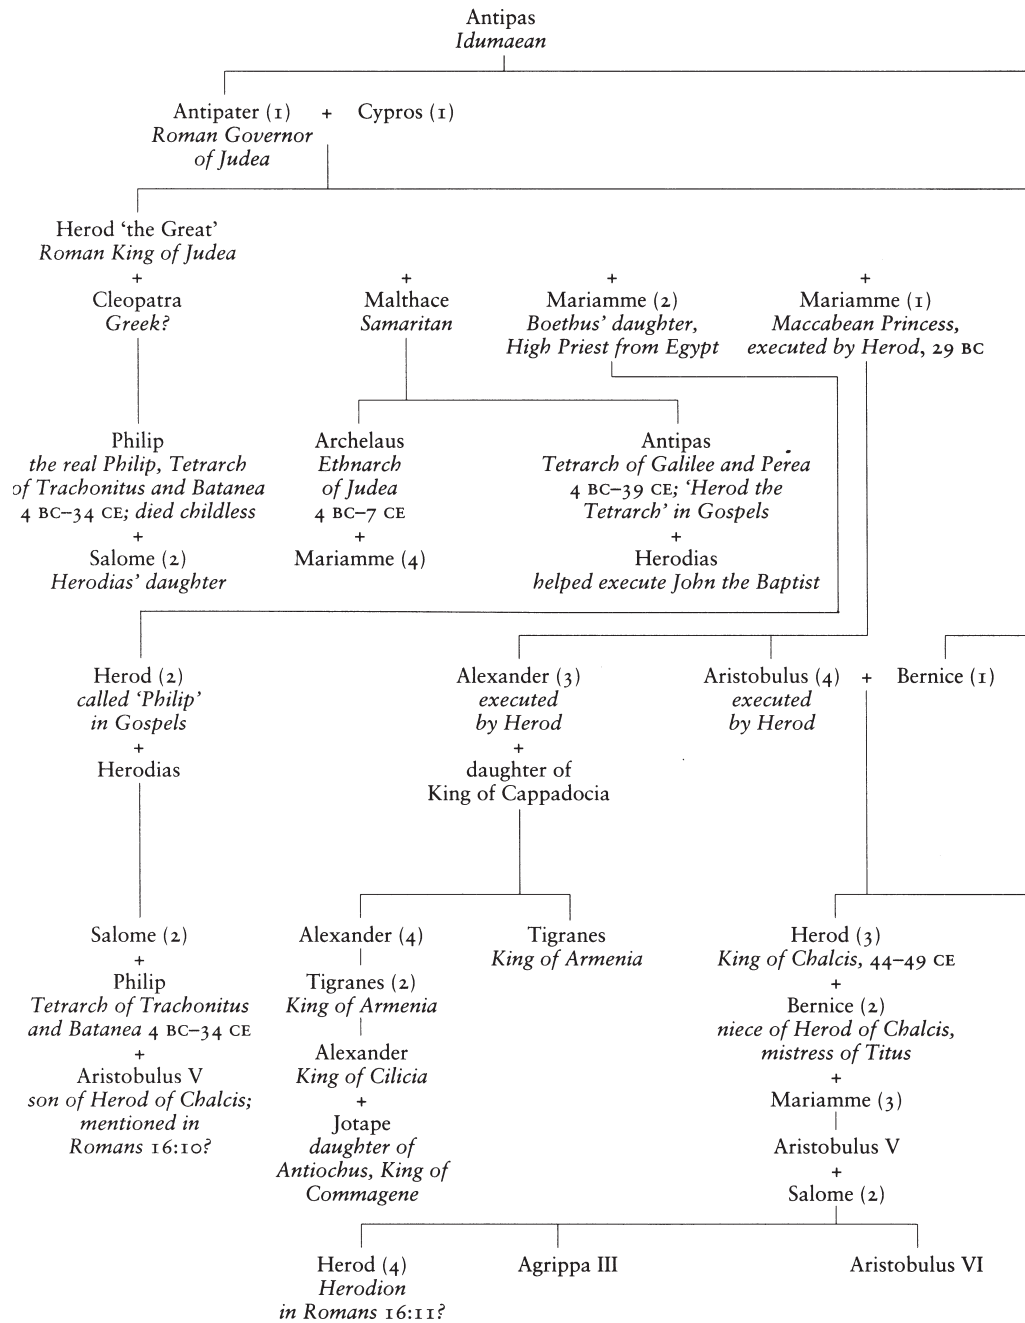 Antipas
Idumaean
Antipater (1) + Cypros (1)
Roman Governor
of Judea
Herod ‘the Great’
Roman King of Judea
+
Cleopatra
Greek?
+
Malthace
Samaritan
+
Mariamme (2)
Boethus’ daughter,
High Priest from Egypt
+
Mariamme (1)
Maccabean Princess,
executed by Herod, 29 BC
Philip
the real Philip, Tetrarch
of Trachonitus and Batanea
4 BC–34 CE; died childless
+
Salome (2)
Herodias’ daughter
Archelaus
Ethnarch
of Judea
4 BC–7 CE
+
Mariamme (4)
Antipas
Tetrarch of Galilee and Perea
4 BC–39 CE; ‘Herod the
Tetrarch’ in Gospels
+
Herodias
helped execute John the Baptist
Herod (2)
called ‘Philip’
in Gospels
+
Herodias
Alexander (3)
executed
by Herod
+
daughter of
King of Cappadocia
Aristobulus (4) + Bernice (1)
executed
by Herod
Salome (2)
+
Philip
Tetrarch of Trachonitus
and Batanea 4 BC–34 CE
+
Aristobulus V
son of Herod of Chalcis;
mentioned in
Romans 16:10?
Alexander (4)
Tigranes (2)
King of Armenia
Alexander
King of Cilicia
+
Jotape
daughter of
Antiochus, King of
Commagene
Tigranes
King of Armenia
Herod (3)
King of Chalcis, 44–49 CE
+
Bernice (2)
niece of Herod of Chalcis,
mistress of Titus
+
Mariamme (3)
Aristobulus V
+
Salome (2)
Herod (4)
Herodion
in Romans 16:11?
Agrippa III
Aristobulus VI